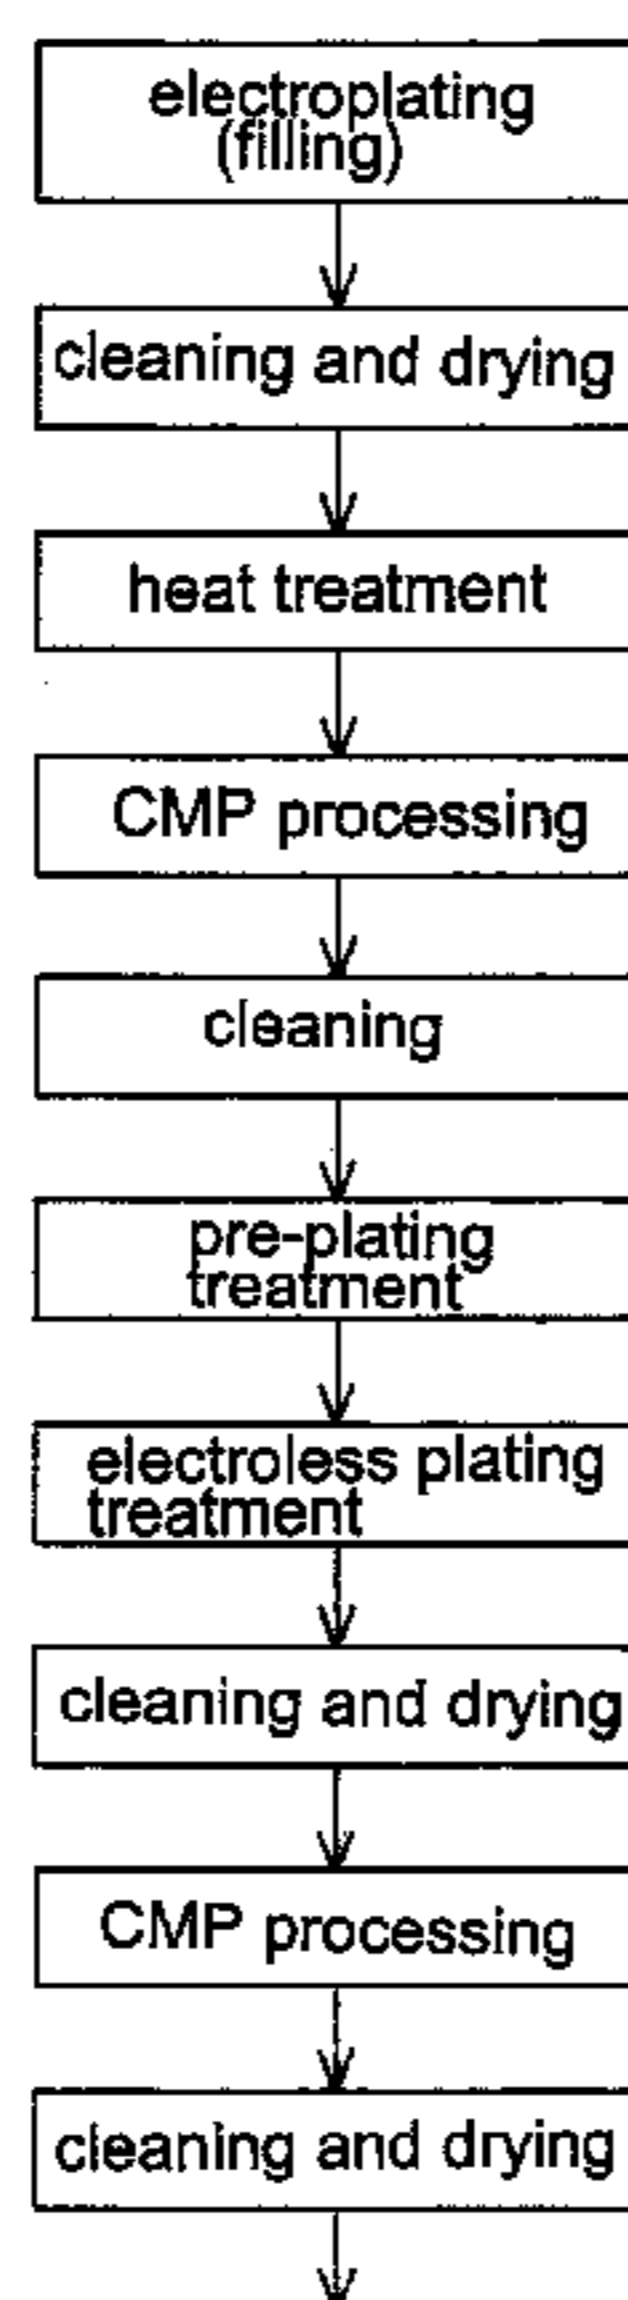 electroplating
(filling)
cleaning and drying
heat treatment
CMP processing
cleaning
pre-plating
treatment
electroless plating
treatment
cleaning and drying
CMP processing
cleaning and drying